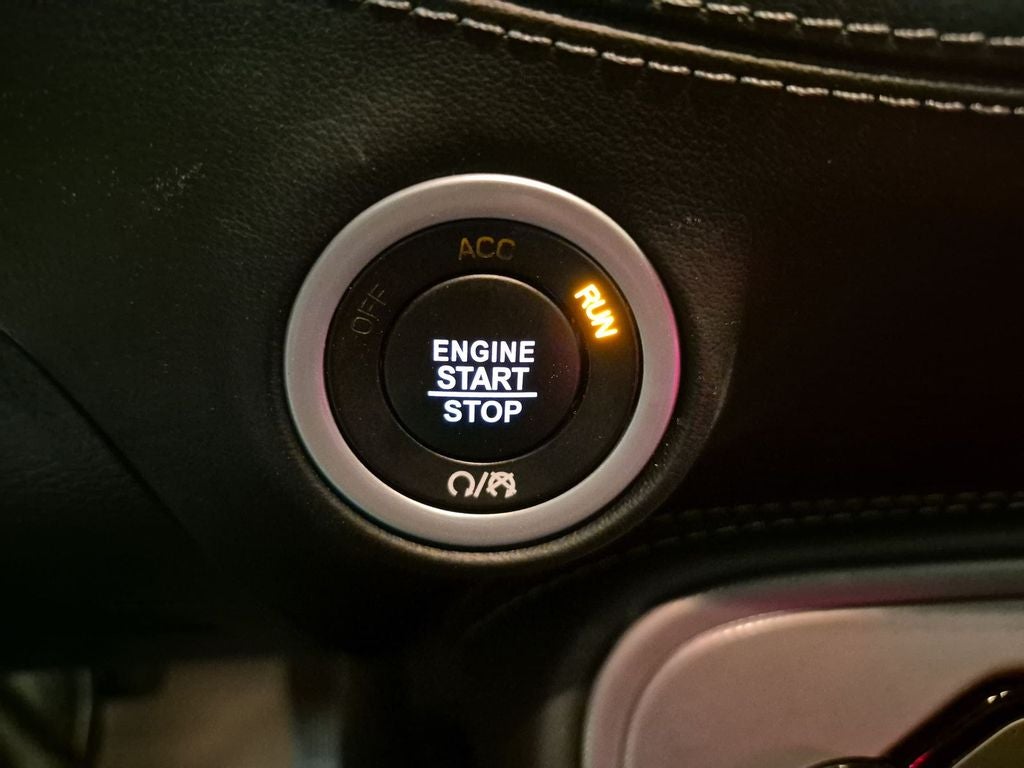 ACC
OFF
RUN
ENGINE
START
STOP